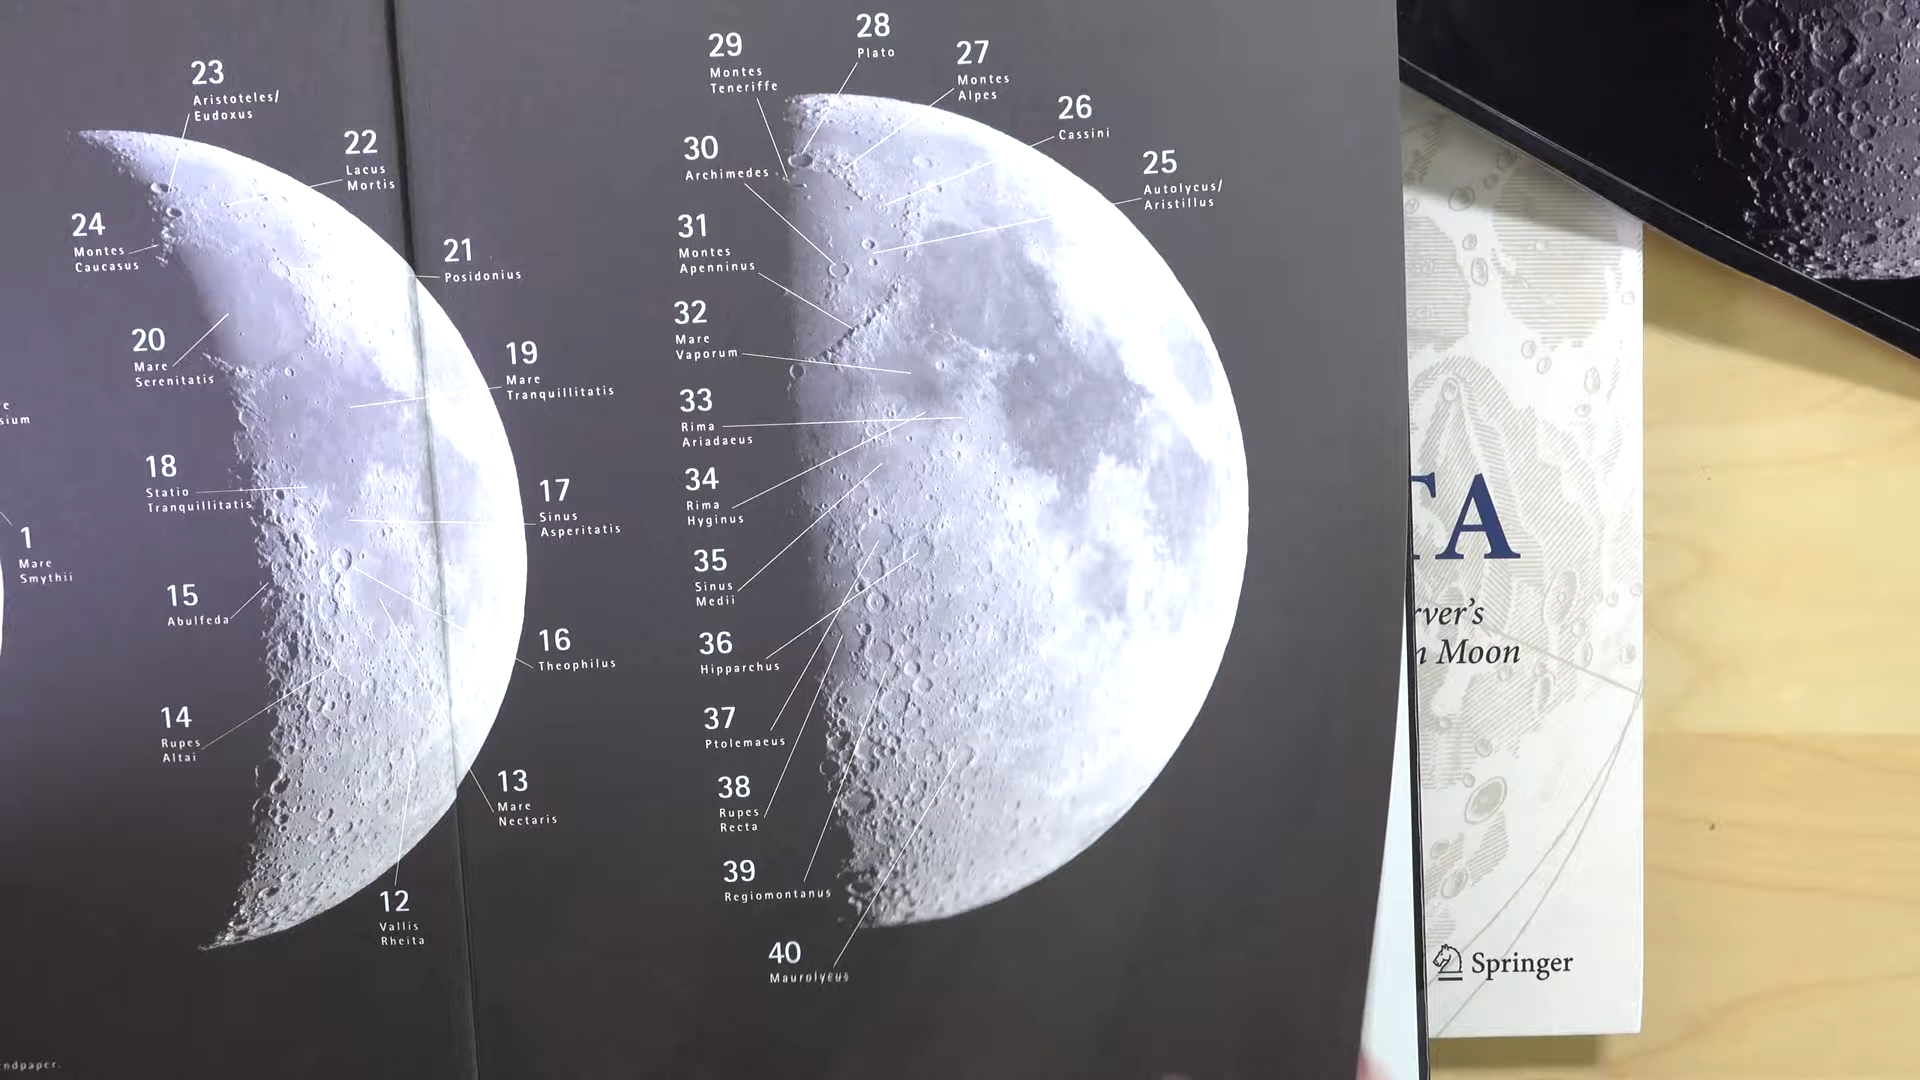 23
Aristoteles/
Eudoxus
22
Lacus
Mortis
24
Montes
Caucasus
21
Posidonius
20
Mare
Serenitatis
19
Mare
Tranquillitatis
18
Statio
Tranquillitatis
17
Sinus
Asperitatis
1
Mare
Smythii
15
Abulfeda
16
Theophilus
14
Rupes
Altai
13
Mare
Nectaris
12
Vallis
Rheita
29
Montes
Teneriffe
28
Plato
27
Montes
Alpes
26
Cassini
25
Autolycus/
Aristillus
30
Archimedes
31
Montes
Apenninus
32
Mare
Vaporum
33
Rima
Ariadaeus
34
Rima
Hyginus
35
Sinus
Medii
36
Hipparchus
37
Ptolemaeus
38
Rupes
Recta
39
Regiomontanus
40
Maurolycus
TA
rver's
n Moon
Springer